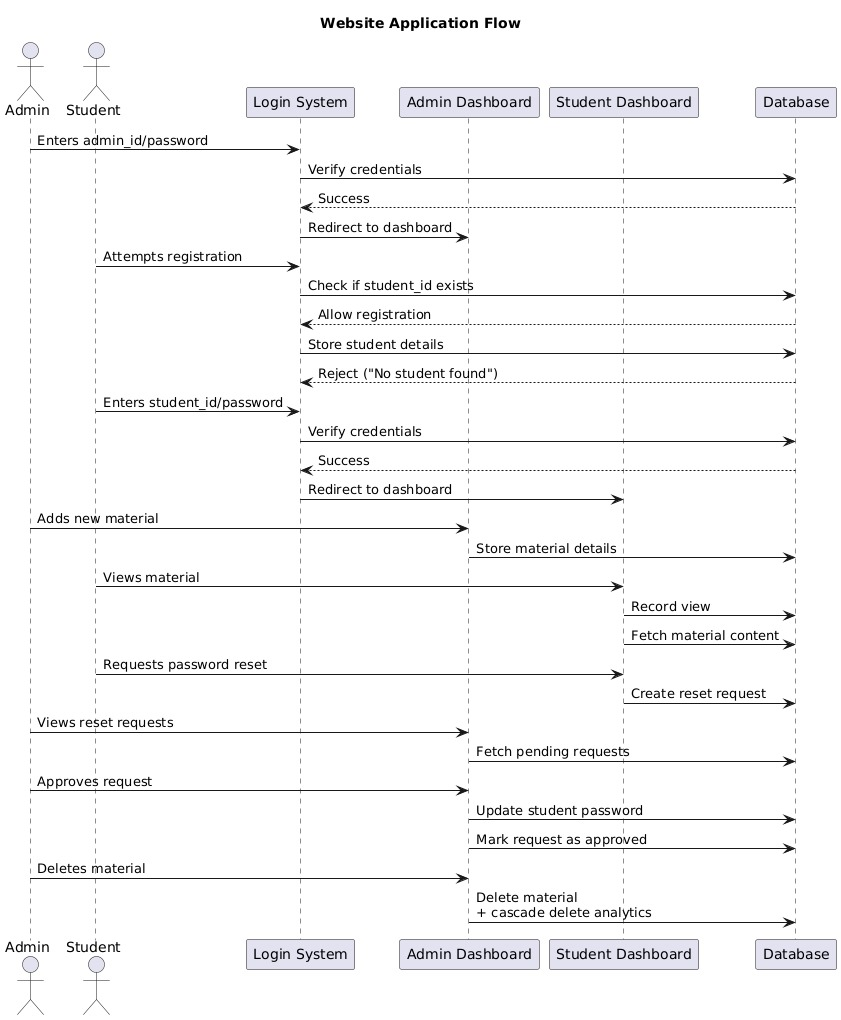 Website Application Flow
Admin
Student
Login System
Admin Dashboard
Student Dashboard
Database
Enters admin_id/password
Verify credentials
Success
Redirect to dashboard
Attempts registration
Check if student_id exists
Allow registration
Store student details
Reject ("No student found")
Enters student_id/password
Verify credentials
Success
Redirect to dashboard
Adds new material
Store material details
Views material
Record view
Fetch material content
Requests password reset
Create reset request
Views reset requests
Fetch pending requests
Approves request
Update student password
Mark request as approved
Deletes material
Delete material
+ cascade delete analytics
Admin
Student
Login System
Admin Dashboard
Student Dashboard
Database